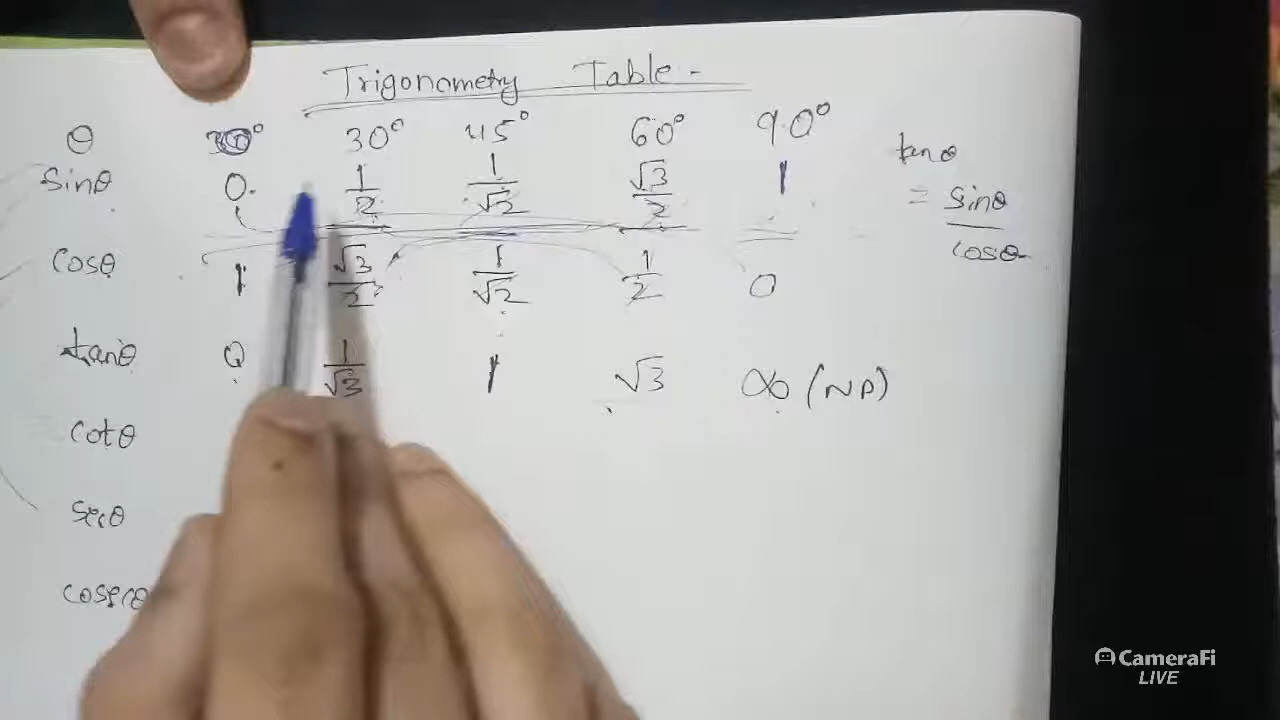 Trigonometry Table -
θ 0° 30° 45° 60° 90°
sinθ 0 1/2 1/√2 √3/2 1
cosθ 1 √3/2 1/√2 1/2 0
tanθ 0 1/√3 1 √3 ∞ (ND)
cotθ
secθ
cosecθ
tanθ
= sinθ/cosθ
CameraFi
LIVE